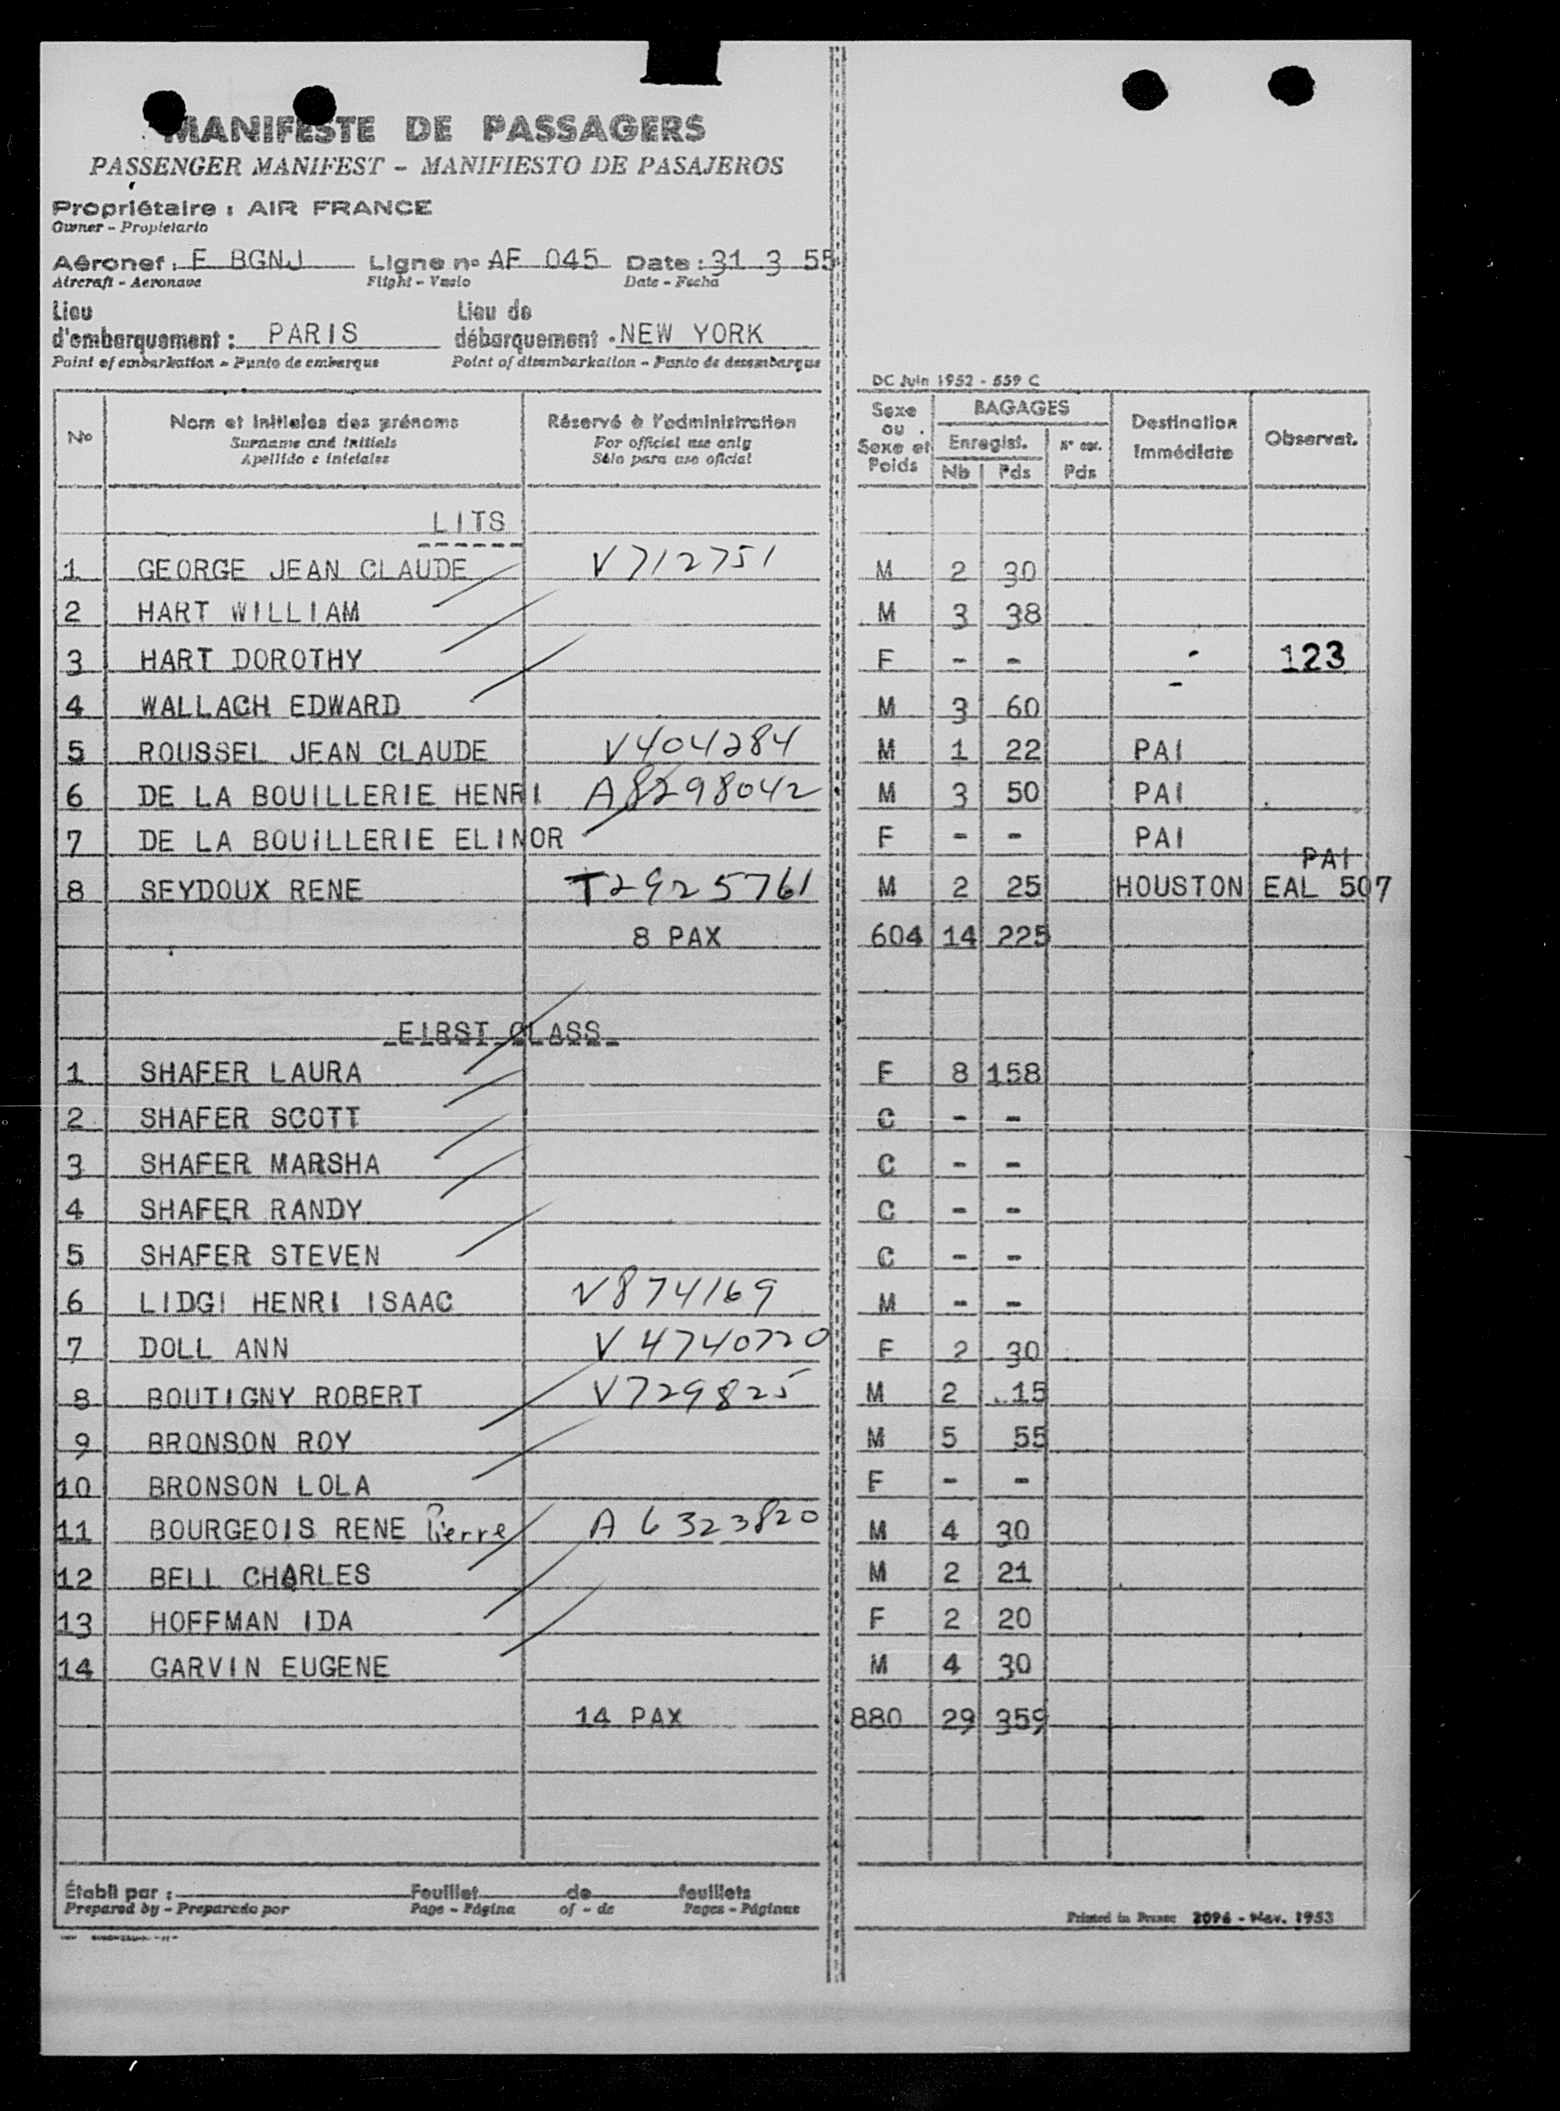 MANIFESTE DE PASSAGERS
PASSENGER MANIFEST - MANIFIESTO DE PASAJEROS
Propriétaire : AIR FRANCE
Owner - Propietario
Aéronef : F BGNJ Ligne nº AF 045 Date : 31 3 55
Aircraft - Aeronave Flight - Vuelo Date - Fecha
Lieu d'embarquement : PARIS Lieu de débarquement . NEW YORK
Point of embarkation - Punto de embarque Point of disembarkation - Punto de desembarque
DC Juin 1952 - 559 C
Nº Nom et initiales des prénoms Réservé à l'administration Sexe ou Sexe et Poids BAGAGES Destination Immédiate Observat.
Surname and initials For official use only Enregist. Nº enr.
Apellido e iniciales Sólo para uso oficial Nb Pds Pds
LITS
1 GEORGE JEAN CLAUDE V712751 M 2 30
2 HART WILLIAM M 3 38
3 HART DOROTHY F - - 123
4 WALLACH EDWARD M 3 60
5 ROUSSEL JEAN CLAUDE V404284 M 1 22 PAI
6 DE LA BOUILLERIE HENRI A8298042 M 3 50 PAI
7 DE LA BOUILLERIE ELINOR F - - PAI
PAI
8 SEYDOUX RENE T2925761 M 2 25 HOUSTON EAL 507
8 PAX 604 14 225
FIRST CLASS
1 SHAFER LAURA F 8 158
2 SHAFER SCOTT C - -
3 SHAFER MARSHA C - -
4 SHAFER RANDY C - -
5 SHAFER STEVEN C - -
6 LIDGI HENRI ISAAC V874169 M - -
7 DOLL ANN V4740720 F 2 30
8 BOUTIGNY ROBERT V729825 M 2 15
9 BRONSON ROY M 5 55
10 BRONSON LOLA F - -
11 BOURGEOIS RENE Pierre A6323820 M 4 30
12 BELL CHARLES M 2 21
13 HOFFMAN IDA F 2 20
14 GARVIN EUGENE M 4 30
14 PAX 880 29 359
Établi par : Feuillet de feuillets
Prepared by - Preparado por Page - Página of - de Pages - Páginas
Printed in France 2096 - Nov. 1953